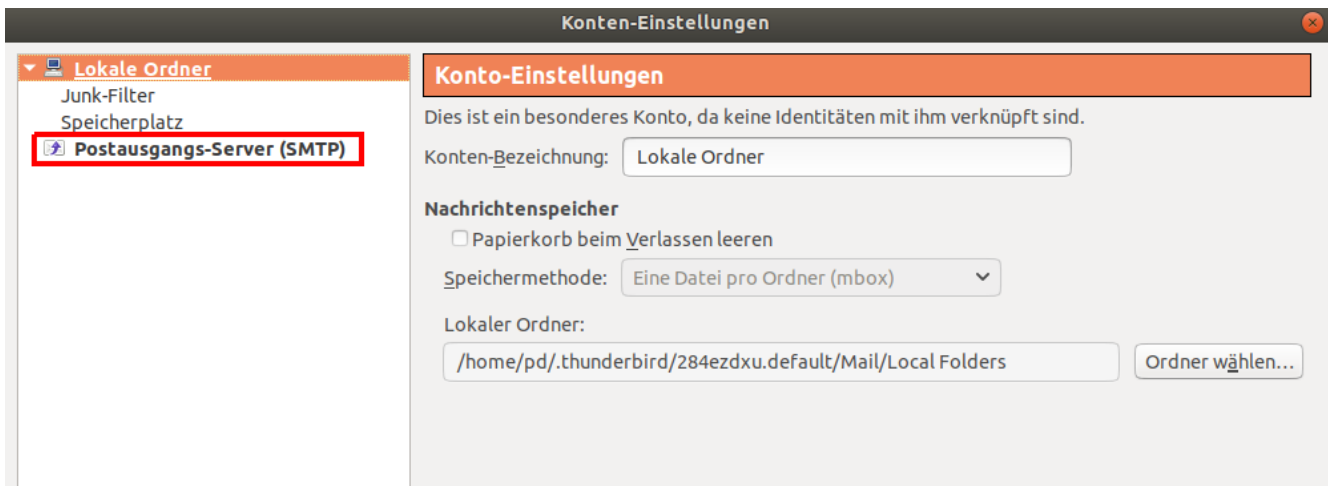 Konten-Einstellungen
Lokale Ordner
Junk-Filter
Speicherplatz
Postausgangs-Server (SMTP)
Konto-Einstellungen
Dies ist ein besonderes Konto, da keine Identitäten mit ihm verknüpft sind.
Konten-Bezeichnung: Lokale Ordner
Nachrichtenspeicher
Papierkorb beim Verlassen leeren
Speichermethode: Eine Datei pro Ordner (mbox)
Lokaler Ordner:
/home/pd/.thunderbird/284ezdxu.default/Mail/Local Folders Ordner wählen...